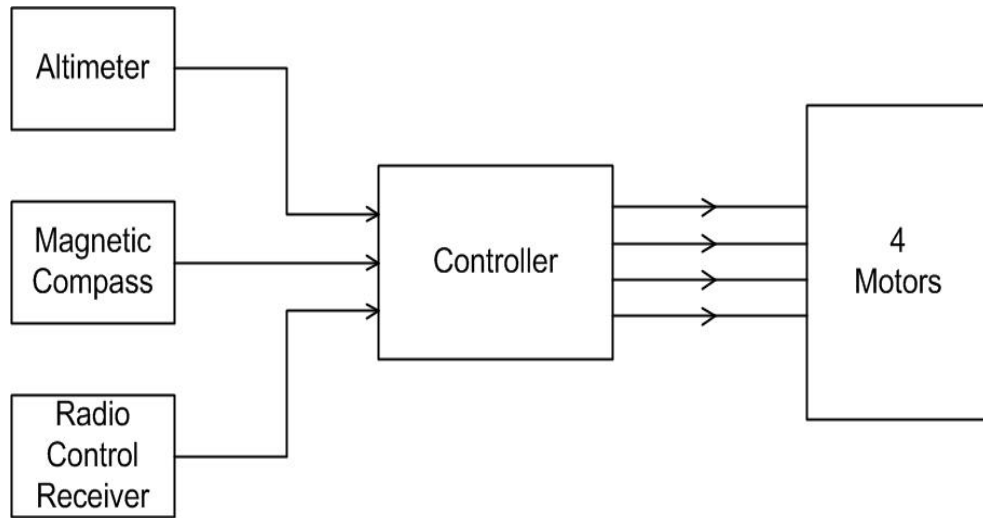 Altimeter
Magnetic
Compass
Radio
Control
Receiver
Controller
4
Motors